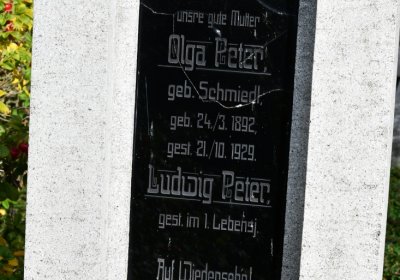 unsre gute Mutter
Olga Peter,
geb. Schmiedl,
geb. 24./3. 1892,
gest. 21./10. 1929.
Ludwig Peter,
gest. im 1. Lebensj.
Auf Wiedersehn!